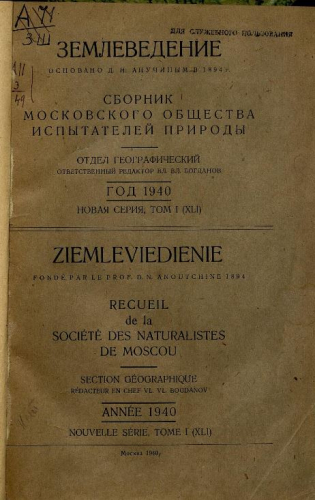 ДЛЯ СЛУЖЕБНОГО ПОЛЬЗОВАНИЯ
ЗЕМЛЕВЕДЕНИЕ
ОСНОВАНО Д. Н. АНУЧИНЫМ В 1894 г.
СБОРНИК
МОСКОВСКОГО ОБЩЕСТВА
ИСПЫТАТЕЛЕЙ ПРИРОДЫ
ОТДЕЛ ГЕОГРАФИЧЕСКИЙ
ОТВЕТСТВЕННЫЙ РЕДАКТОР ВЛ. ВЛ. БОГДАНОВ
ГОД 1940
НОВАЯ СЕРИЯ, ТОМ I (XLI)
ZIEMLEVIEDIENIE
FONDÉ PAR LE PROF. D. N. ANOUTCHINE 1894
RECUEIL
de la
SOCIÉTÉ DES NATURALISTES
DE MOSCOU
SECTION GÉOGRAPHIQUE
RÉDACTEUR EN CHEF VL. VL. BOGDANOV
ANNÉE 1940
NOUVELLE SÉRIE, TOME I (XLI)
Москва 1940